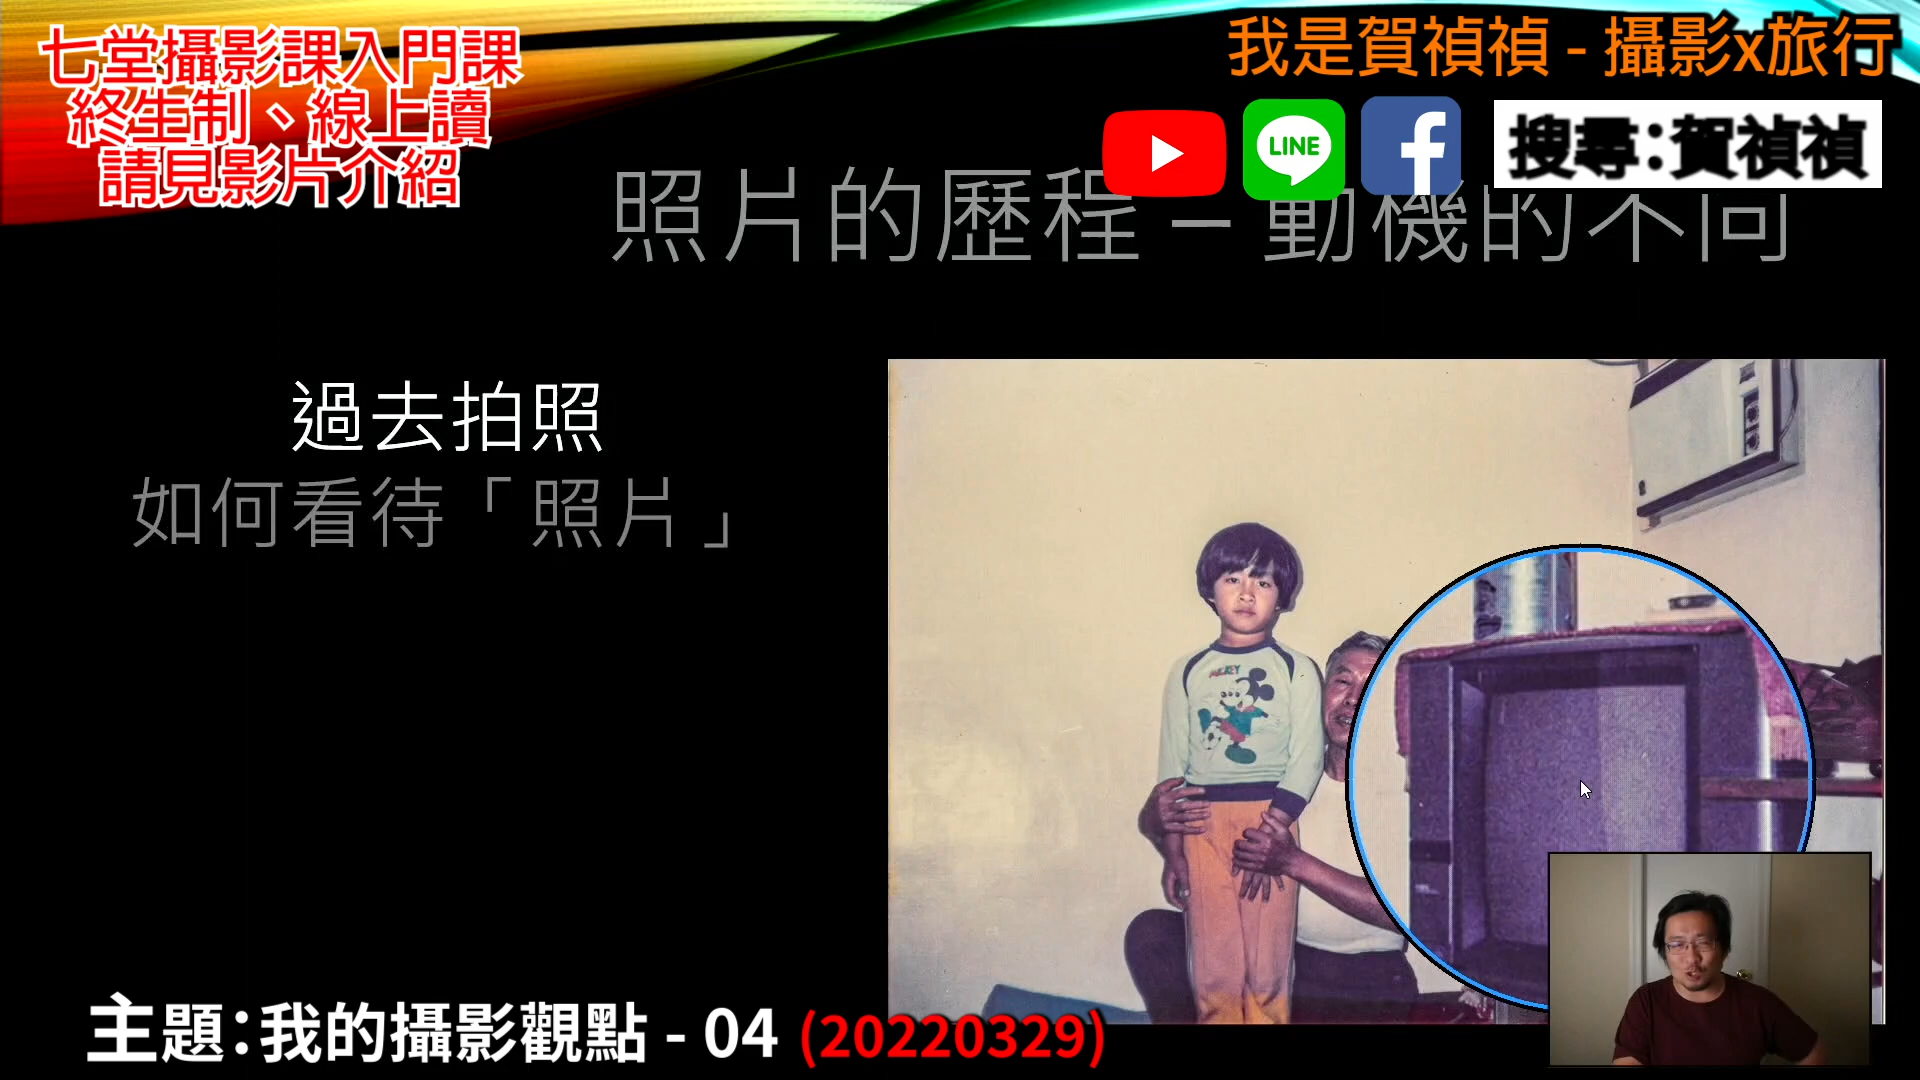 七堂攝影課入門課
終生制、線上讀
請見影片介紹
我是賀禎禎 - 攝影x旅行
LINE
搜尋:賀禎禎
照片的歷程 – 動機的不同
過去拍照
如何看待「照片」
MICKEY
主題:我的攝影觀點 - 04 (20220329)